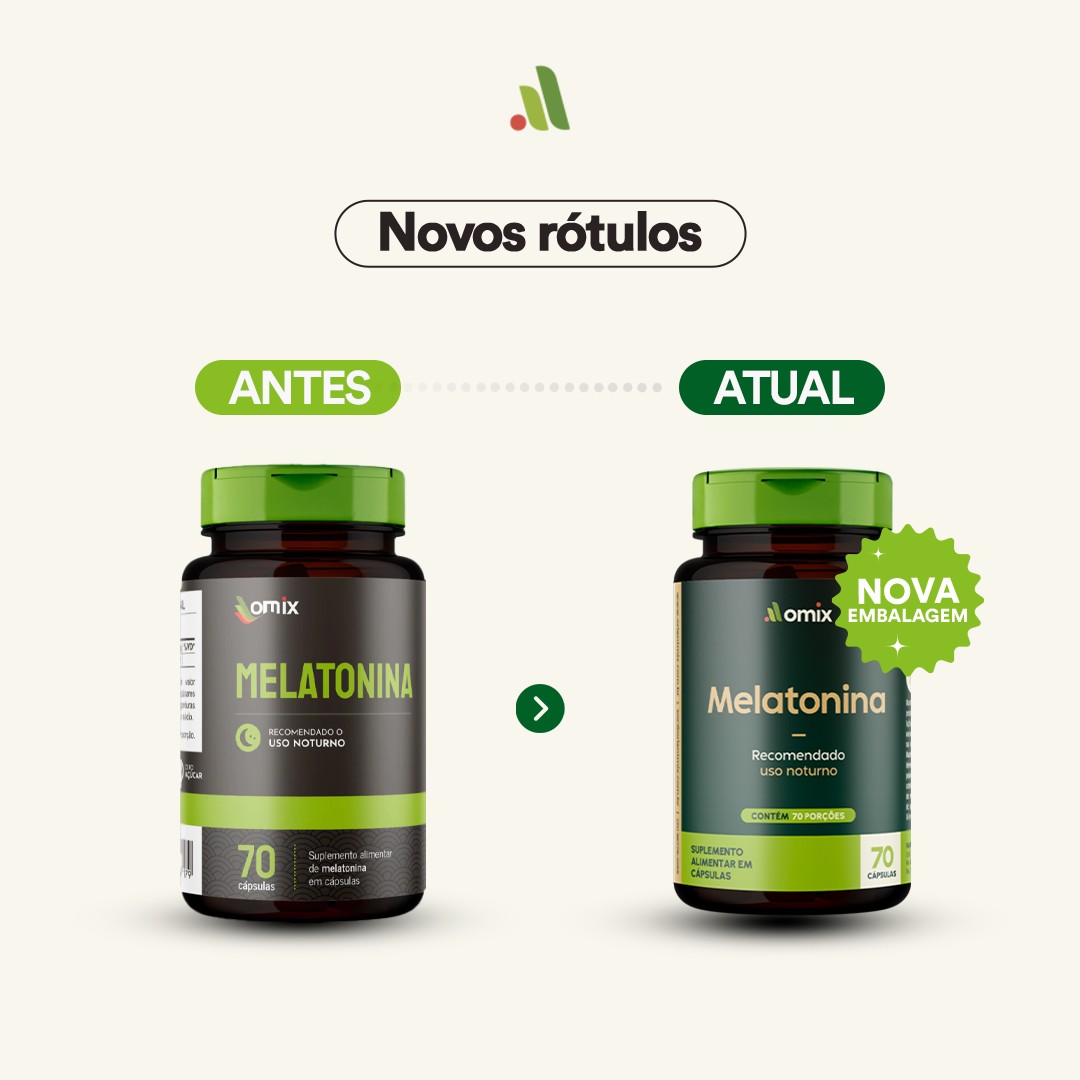 Novos rótulos
ANTES
ATUAL
omix
MELATONINA
RECOMENDADO O
USO NOTURNO
AÇÚCAR
70
cápsulas
Suplemento alimentar
de melatonina
em cápsulas
omix
NOVA
EMBALAGEM
Melatonina
Recomendado
uso noturno
CONTÉM 70 PORÇÕES
SUPLEMENTO
ALIMENTAR EM
CÁPSULAS
70
CÁPSULAS